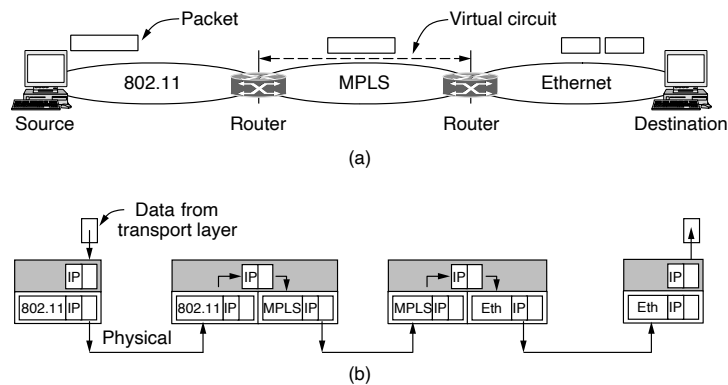 Packet
Virtual circuit
802.11
MPLS
Ethernet
Source
Router
Router
Destination
(a)
Data from
transport layer
IP
IP
IP
IP
802.11 IP
802.11 IP
MPLS IP
MPLS IP
Eth IP
Eth IP
Physical
(b)